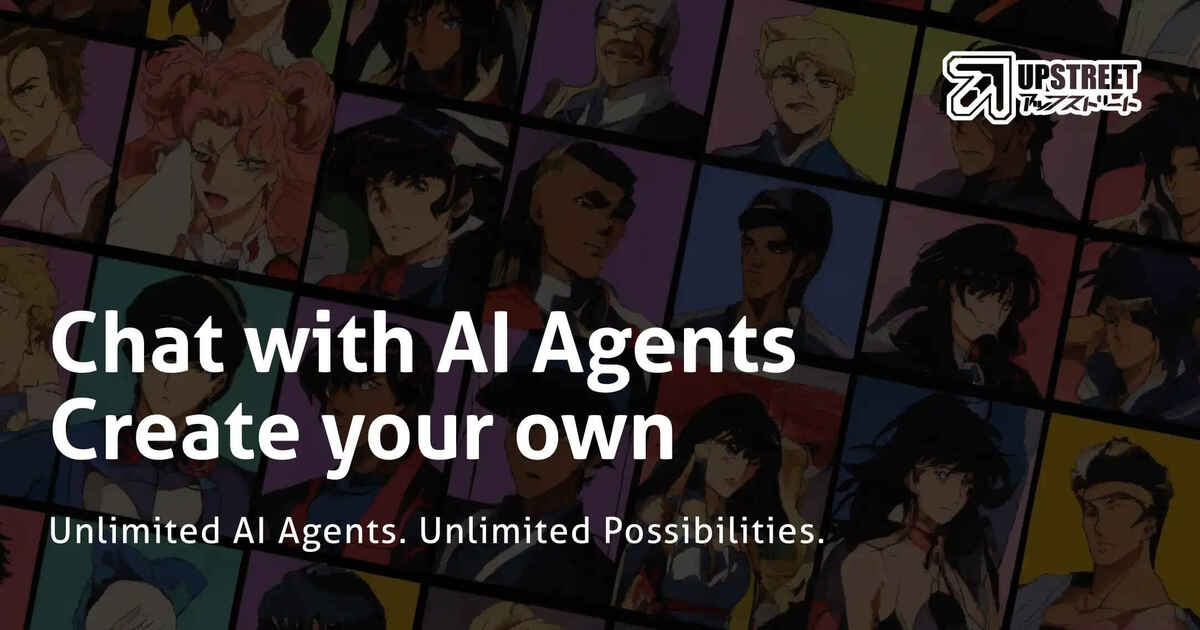 UPSTREET
アップストリート
Chat with AI Agents
Create your own
Unlimited AI Agents. Unlimited Possibilities.